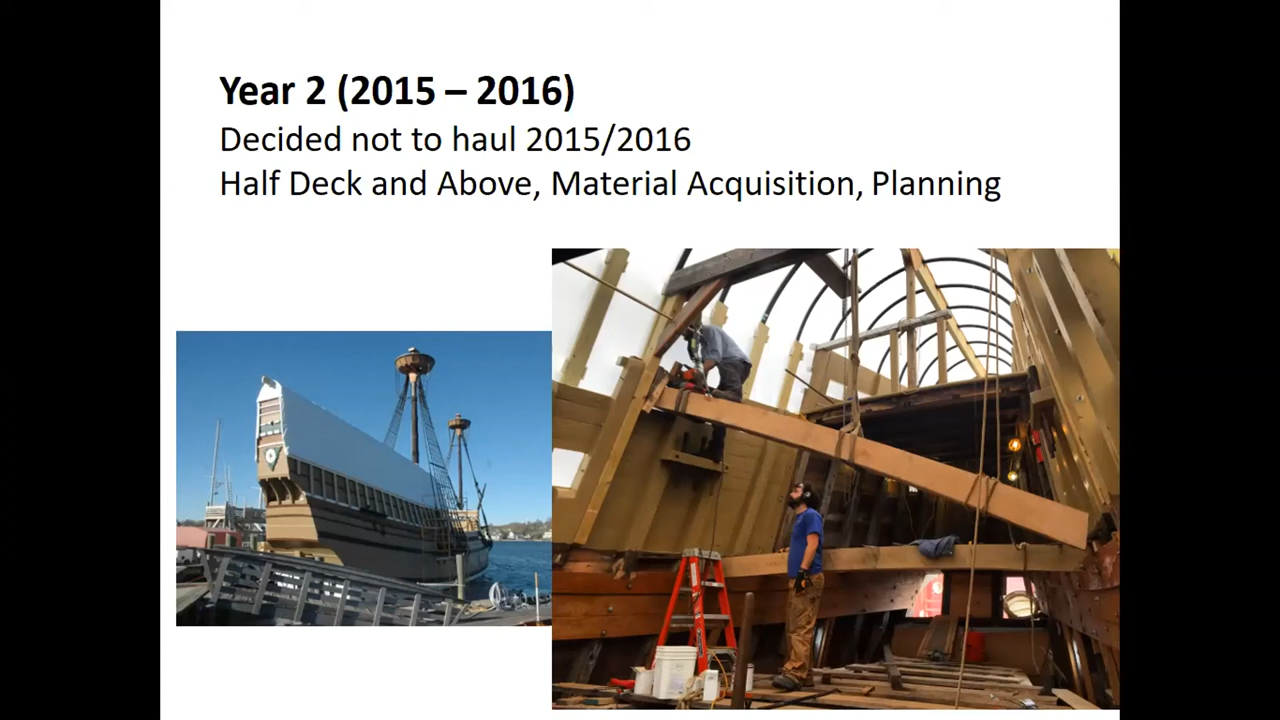 Year 2 (2015 – 2016)
Decided not to haul 2015/2016
Half Deck and Above, Material Acquisition, Planning